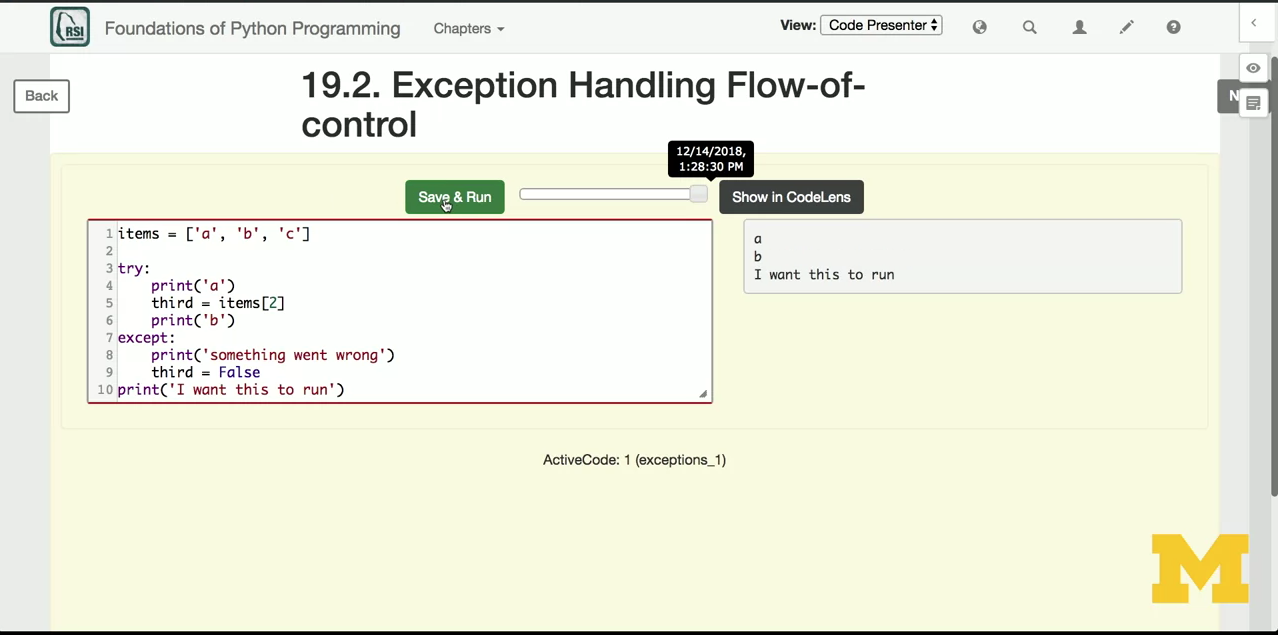 RSI
Foundations of Python Programming
Chapters
View: Code Presenter
Back
19.2. Exception Handling Flow-of-
control
N
12/14/2018,
1:28:30 PM
Save & Run
Show in CodeLens
1 items = ['a', 'b', 'c']
2
3 try:
4     print('a')
5     third = items[2]
6     print('b')
7 except:
8     print('something went wrong')
9     third = False
10 print('I want this to run')
a
b
I want this to run
ActiveCode: 1 (exceptions_1)
M